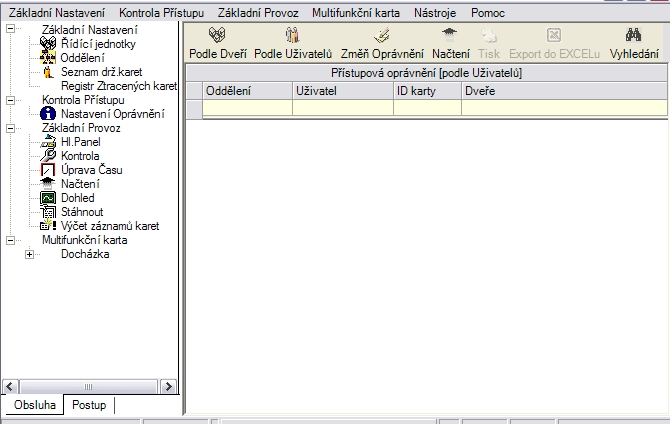 Základní Nastavení Kontrola Přístupu Základní Provoz Multifunkční karta Nástroje Pomoc
Základní Nastavení
Řídící jednotky
Oddělení
Seznam drž.karet
Registr Ztracených karet
Kontrola Přístupu
Nastavení Oprávnění
Základní Provoz
Hl.Panel
Kontrola
Úprava Času
Načtení
Dohled
Stáhnout
Výčet záznamů karet
Multifunkční karta
Docházka
Obsluha Postup
Podle Dveří Podle Uživatelů Změň Oprávnění Načtení Tisk Export do EXCELu Vyhledání
Přístupová oprávnění [podle Uživatelů]
Oddělení Uživatel ID karty Dveře